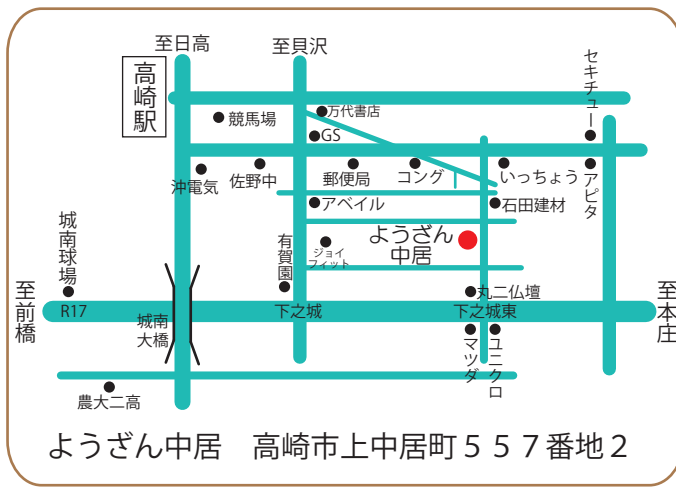 至日高
至貝沢
高崎駅
セキチュー
万代書店
競馬場
GS
沖電気
佐野中
郵便局
コング
いっちょう
アピタ
アベイル
石田建材
城南球場
有賀園
ジョイ
フィット
ようざん
中居
至前橋
R17
城南
大橋
下之城
丸二仏壇
下之城東
至本庄
マツダ
ユニクロ
農大二高
ようざん中居　高崎市上中居町５５７番地２